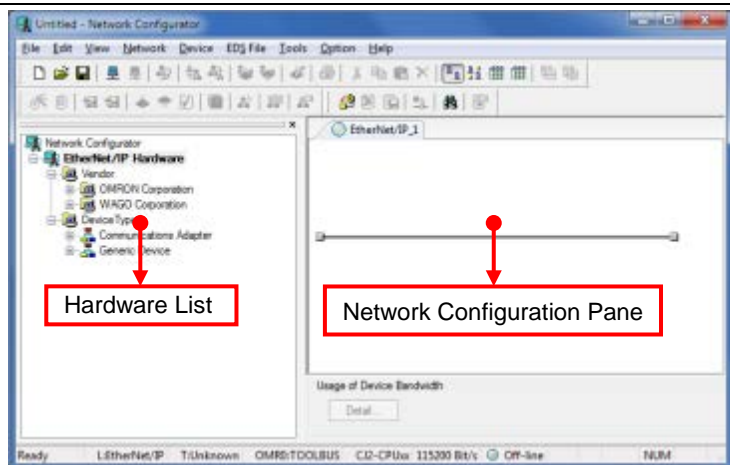 Untitled - Network Configurator
File Edit View Network Device EDS File Tools Option Help
EtherNet/IP_1
Network Configurator
EtherNet/IP Hardware
Vendor
OMRON Corporation
WAGO Corporation
DeviceType
Communications Adapter
Generic Device
Hardware List
Network Configuration Pane
Usage of Device Bandwidth
Detail...
Ready L:EtherNet/IP T:Unknown OMR0:TOOLBUS CJ2-CPUxx 115200 Bit/s Off-line NUM